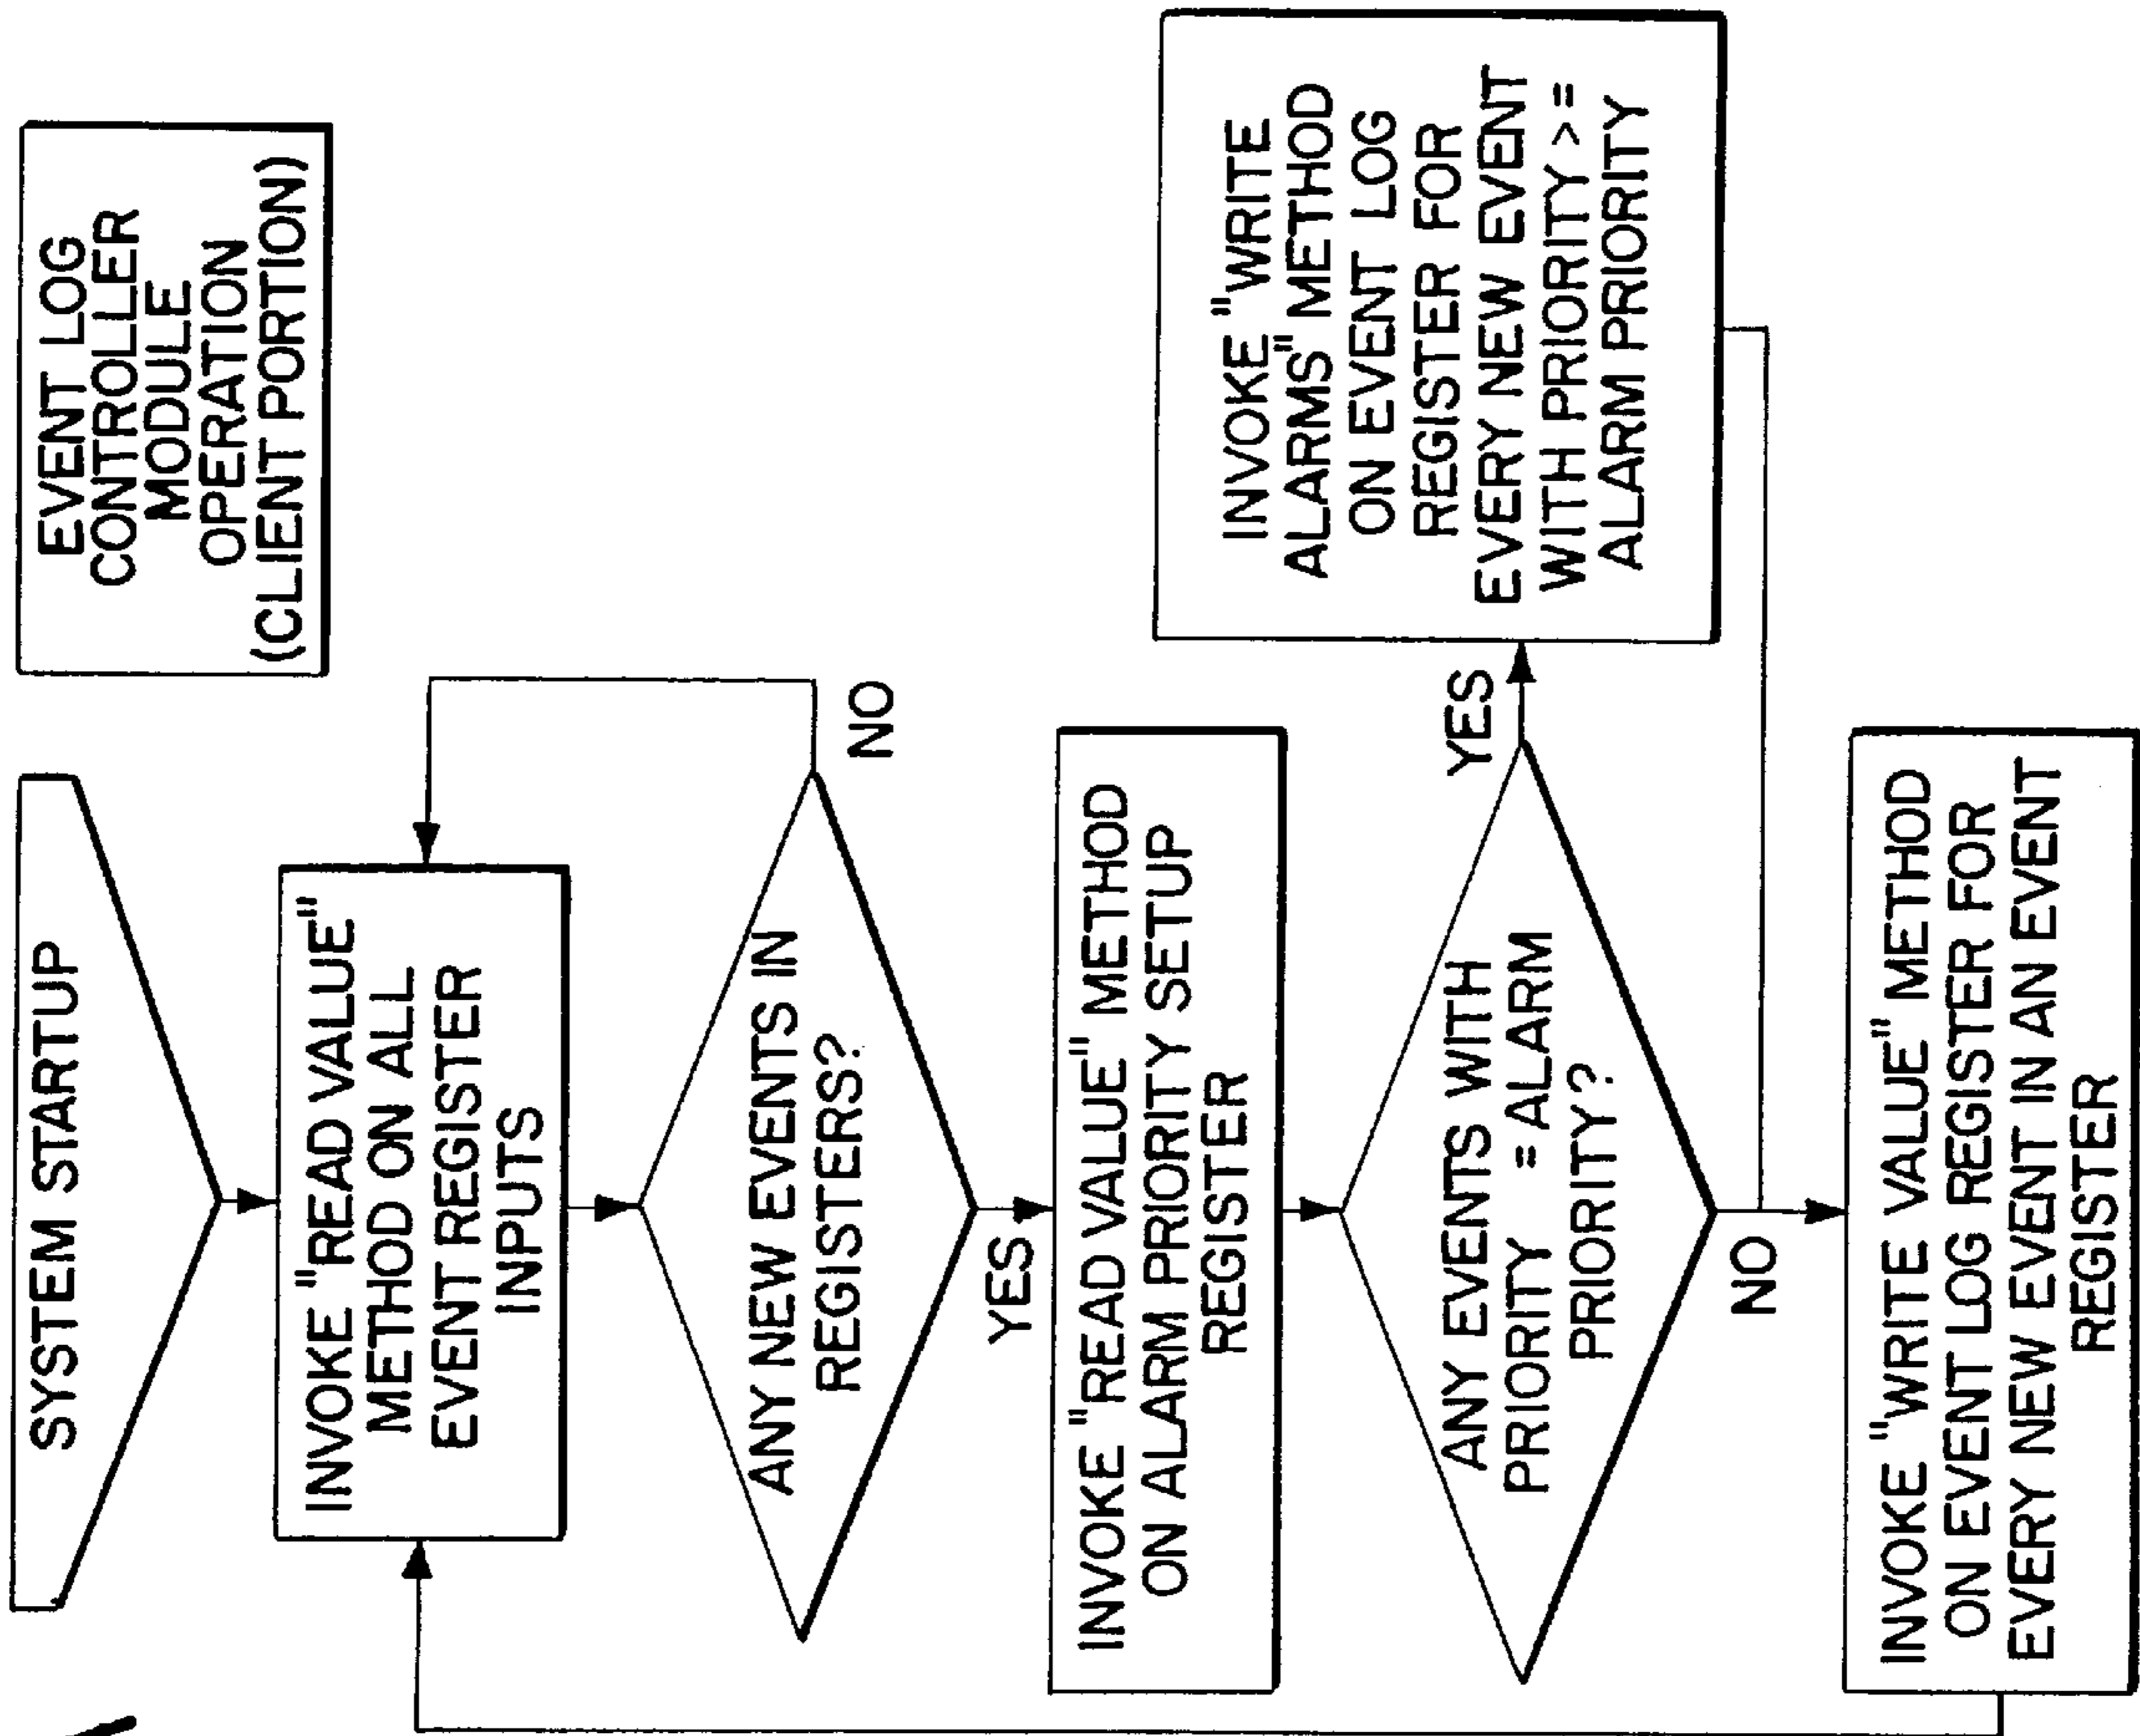 EVENT LOG
CONTROLLER
MODULE
OPERATION
(CLIENT PORTION)
SYSTEM STARTUP
INVOKE "READ VALUE"
METHOD ON ALL
EVENT REGISTER
INPUTS
ANY NEW EVENTS IN
REGISTERS?
NO
YES
INVOKE "READ VALUE" METHOD
ON ALARM PRIORITY SETUP
REGISTER
ANY EVENTS WITH
PRIORITY = ALARM
PRIORITY?
YES
INVOKE "WRITE
ALARMS" METHOD
ON EVENT LOG
REGISTER FOR
EVERY NEW EVENT
WITH PRIORITY >=
ALARM PRIORITY
NO
INVOKE "WRITE VALUE" METHOD
ON EVENT LOG REGISTER FOR
EVERY NEW EVENT IN AN EVENT
REGISTER